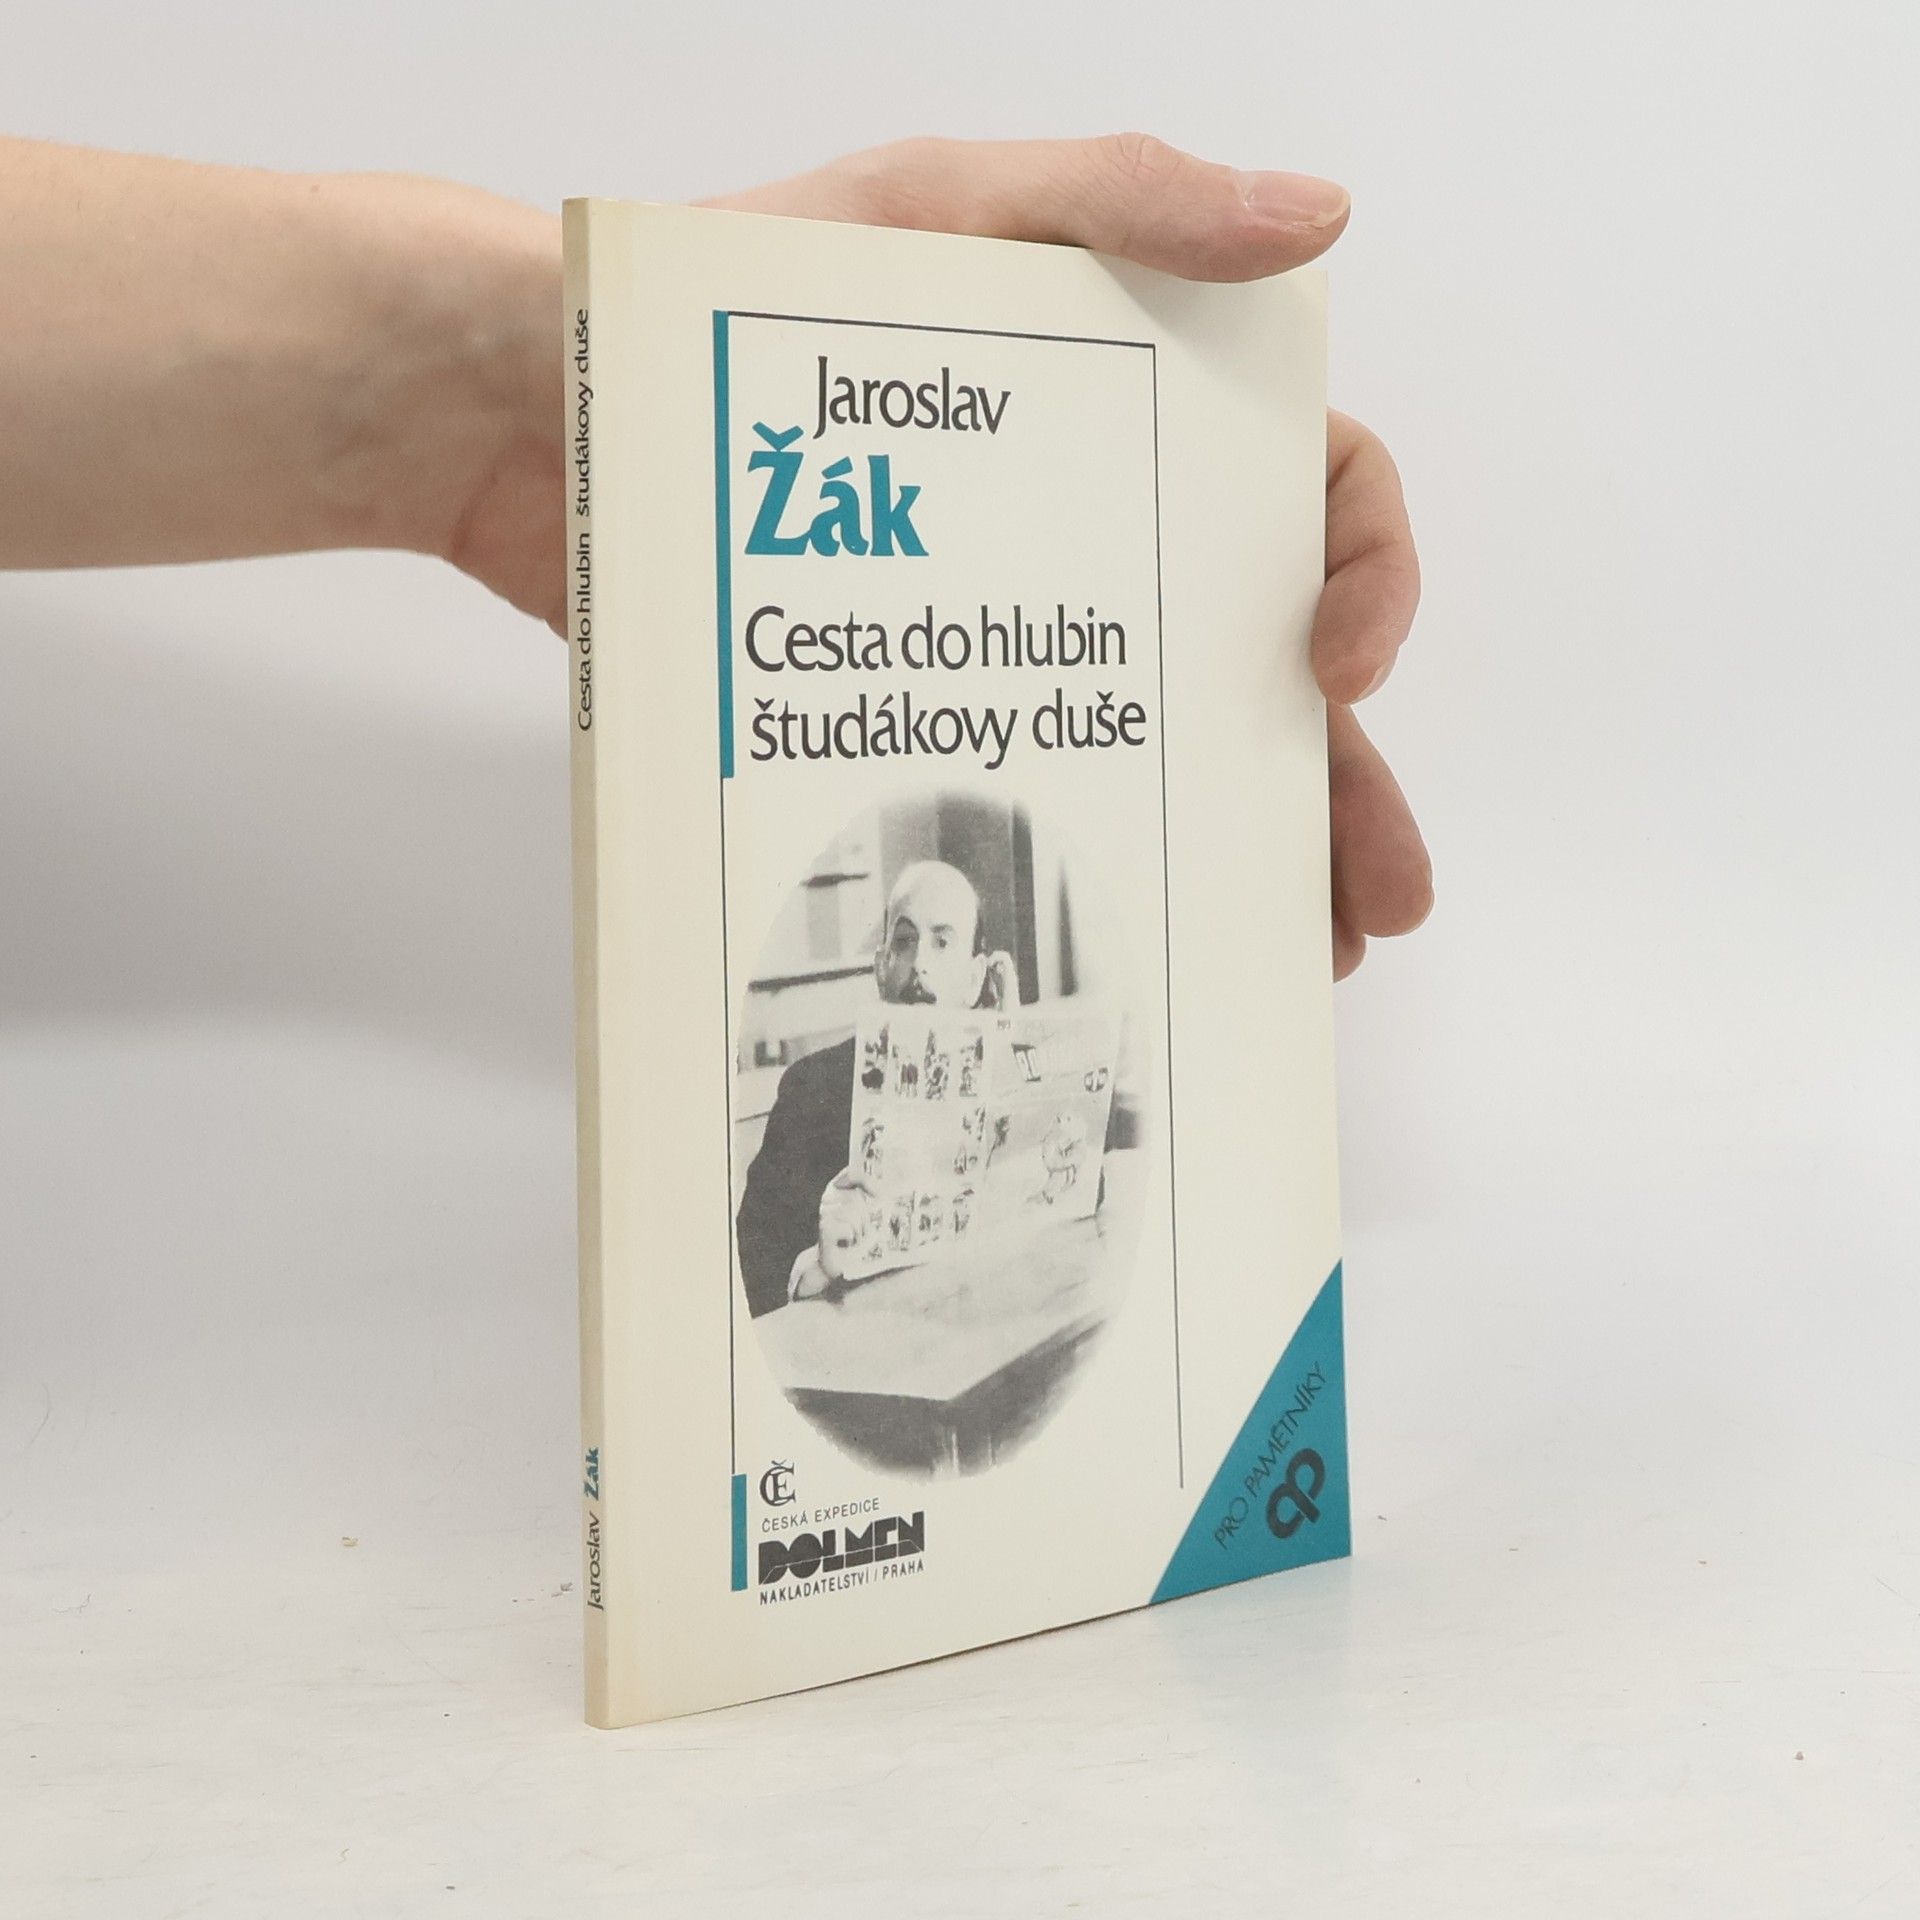 Jaroslav
Žák
Cesta do hlubin
študákovy duše
ČE
ČESKÁ EXPEDICE
DOLMEN
NAKLADATELSTVÍ / PRAHA
PRO PAMĚTNÍKY
Cesta do hlubin študákovy duše
Jaroslav Žák